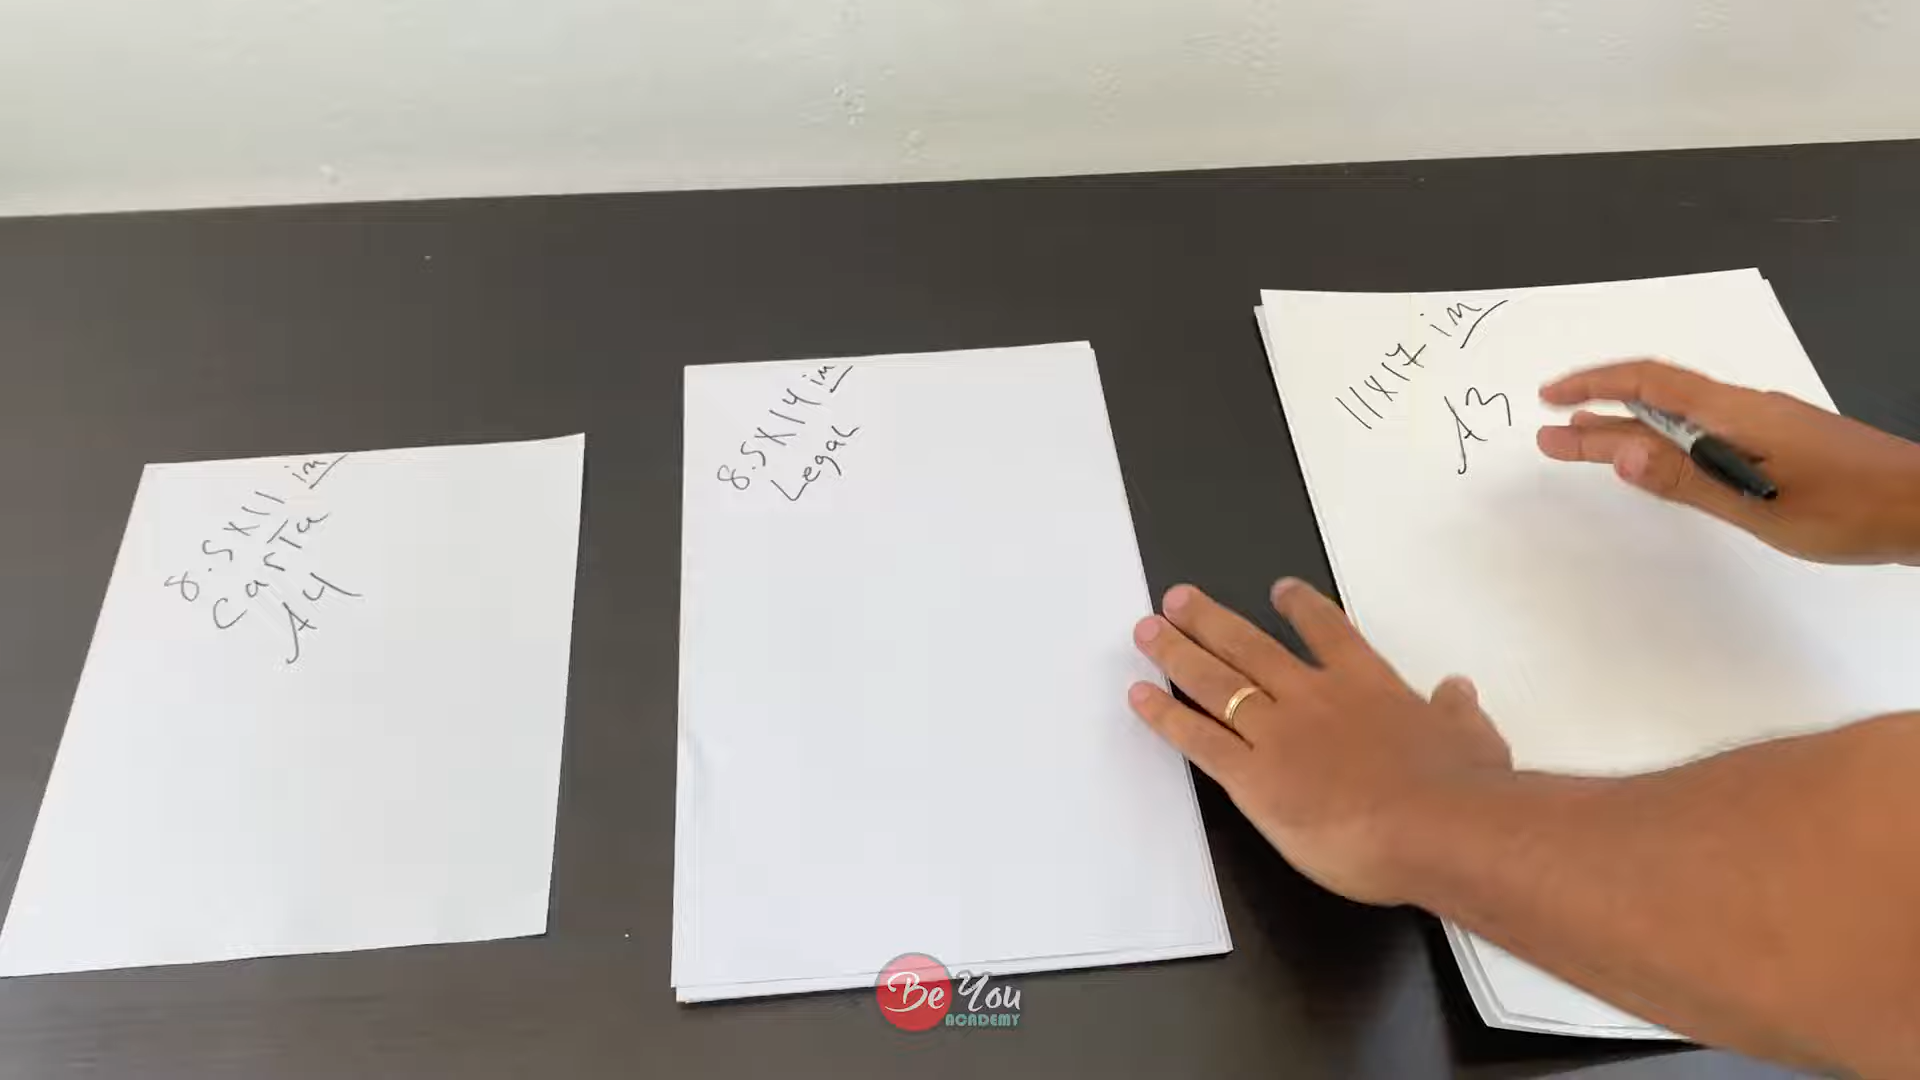 8.5X11 in
Carta
A4
8.5X14 in
Legal
11X17 in
A3
Be You
ACADEMY